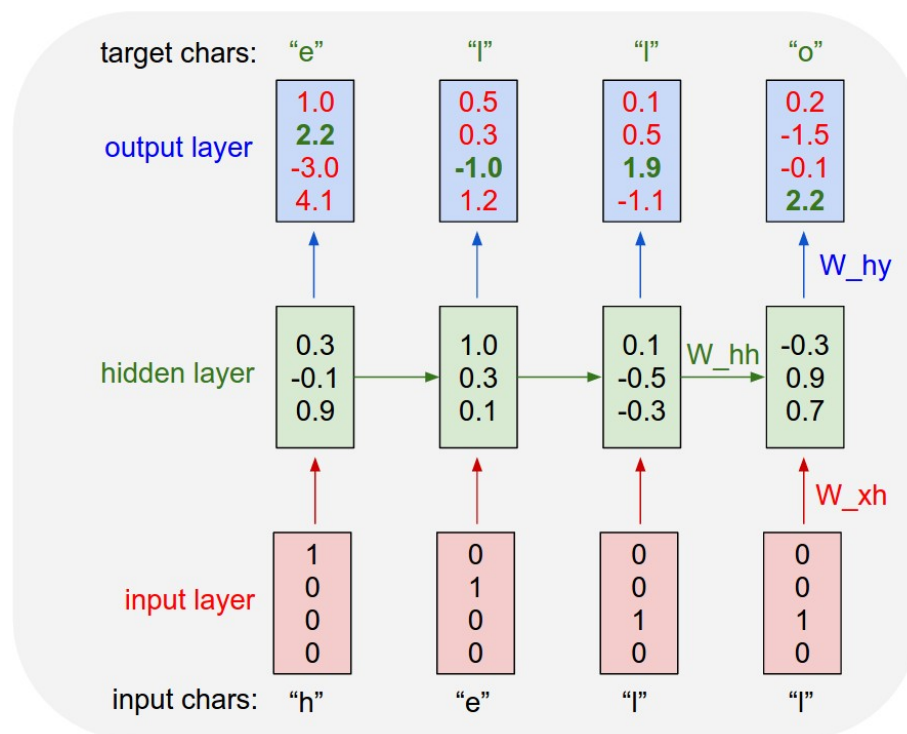 target chars: “e” “l” “l” “o”
1.0 0.5 0.1 0.2
2.2 0.3 0.5 -1.5
output layer
-3.0 -1.0 1.9 -0.1
4.1 1.2 -1.1 2.2
W_hy
0.3 1.0 0.1 -0.3
W_hh
hidden layer -0.1 0.3 -0.5 0.9
0.9 0.1 -0.3 0.7
W_xh
1 0 0 0
0 1 0 0
input layer
0 0 1 1
0 0 0 0
input chars: “h” “e” “l” “l”